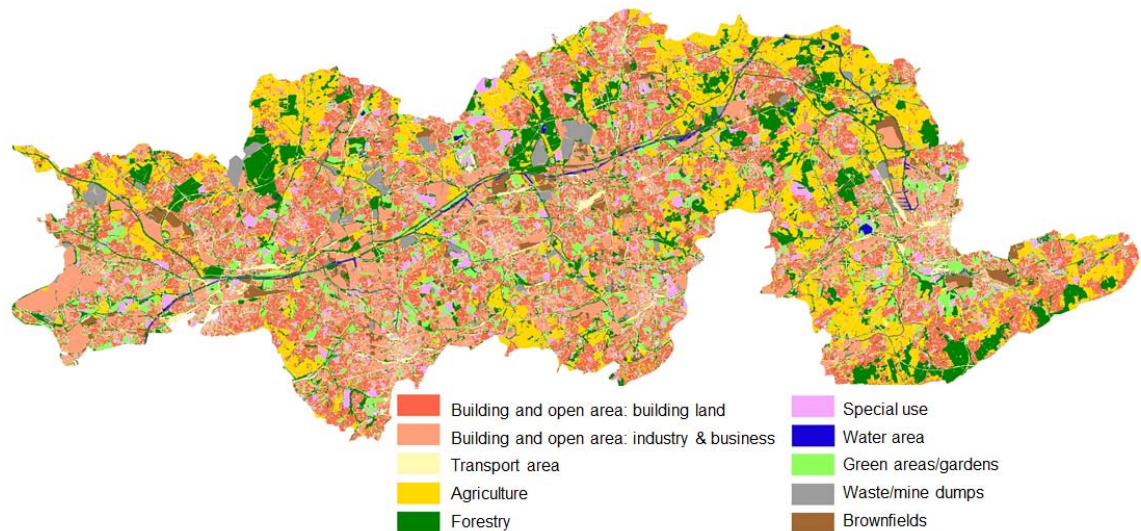 Building and open area: building land
Building and open area: industry & business
Transport area
Agriculture
Forestry
Special use
Water area
Green areas/gardens
Waste/mine dumps
Brownfields